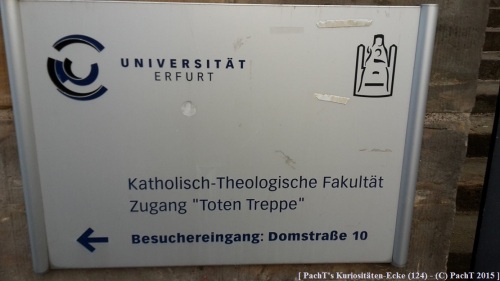 UNIVERSITÄT
ERFURT
Katholisch-Theologische Fakultät
Zugang "Toten Treppe"
Besuchereingang: Domstraße 10
[ PachT's Kuriositäten-Ecke (124) - (C) PachT 2015 ]